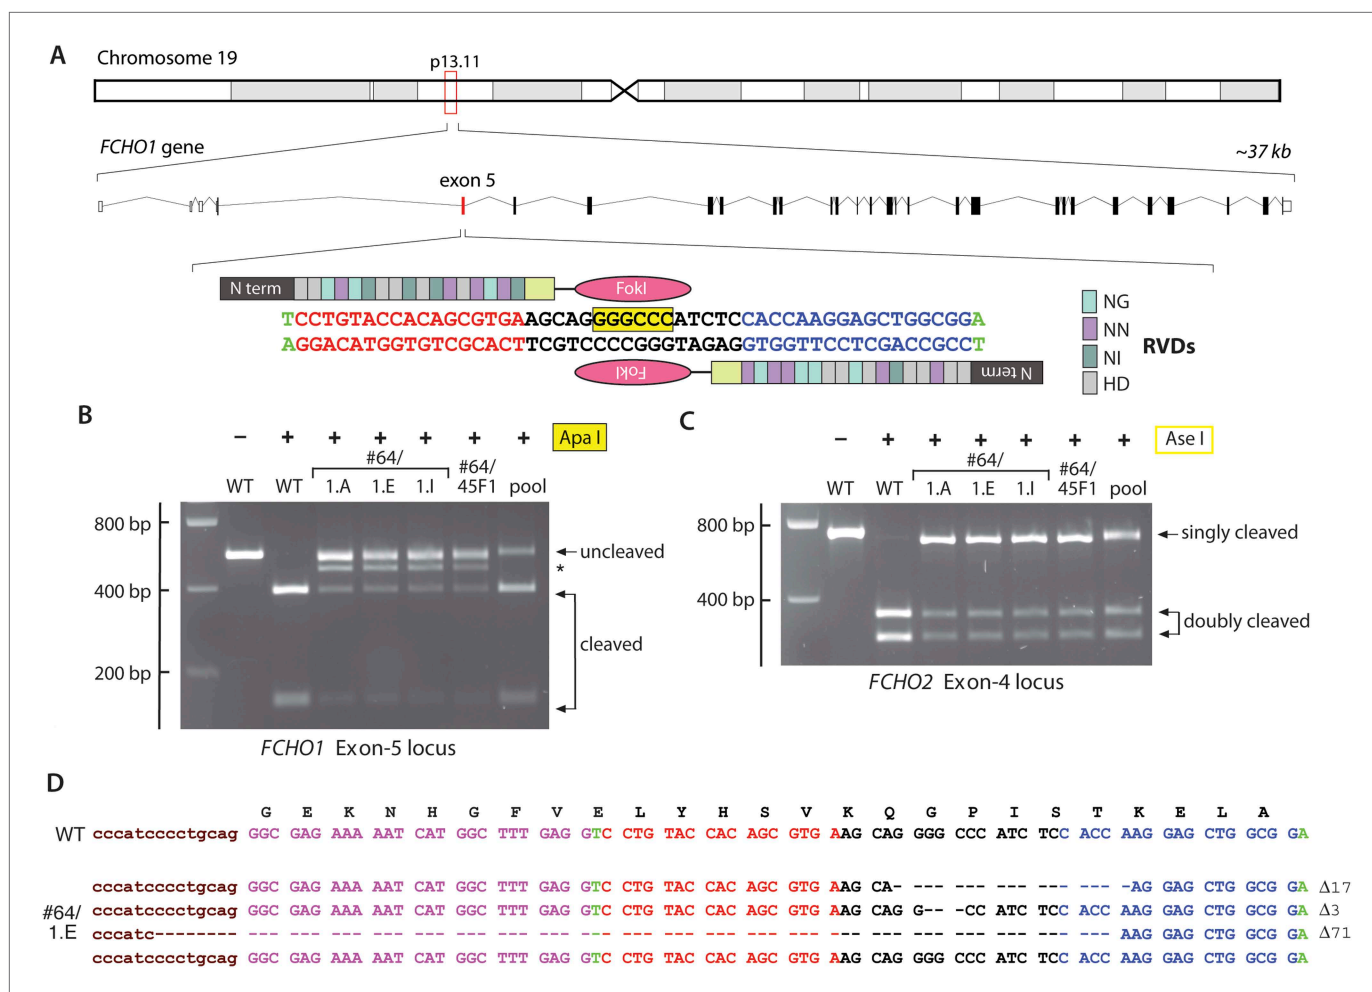 A
Chromosome 19
p13.11
FCHO1 gene
~37 kb
exon 5
N term
FokI
NG
TCCTGTACCACAGCGTGAAGCAGGGGCCCATCTCCACCAAGGAGCTGGCGGA
NN
AGGACATGGTGTCGCACTTCGTCCCCGGGTAGAGGTGGTTCCTCGACCGCCT
RVDs
NI
FokI
N term
HD
B
– + + + + + + Apa I
#64/
#64/
WT WT 1.A 1.E 1.I 45F1 pool
800 bp
uncleaved
*
400 bp
cleaved
200 bp
FCHO1 Exon-5 locus
C
– + + + + + + Ase I
#64/
#64/
WT WT 1.A 1.E 1.I 45F1 pool
800 bp
singly cleaved
400 bp
doubly cleaved
FCHO2 Exon-4 locus
D
G E K N H G F V E L Y H S V K Q G P I S T K E L A
WT cccatcccctgcag GGC GAG AAA AAT CAT GGC TTT GAG GTC CTG TAC CAC AGC GTG AAG CAG GGG CCC ATC TCC ACC AAG GAG CTG GCG GA
cccatcccctgcag GGC GAG AAA AAT CAT GGC TTT GAG GTC CTG TAC CAC AGC GTG AAG CA- --- --- --- --- --- -AG GAG CTG GCG GA Δ17
#64/
1.E
cccatcccctgcag GGC GAG AAA AAT CAT GGC TTT GAG GTC CTG TAC CAC AGC GTG AAG CAG G-- -CC ATC TCC ACC AAG GAG CTG GCG GA Δ3
cccatc-------- --- --- --- --- --- --- --- --- --- --- --- --- --- --- --- --- --- --- --- --- --- AAG GAG CTG GCG GA Δ71
cccatcccctgcag GGC GAG AAA AAT CAT GGC TTT GAG GTC CTG TAC CAC AGC GTG AAG CAG GGG CCC ATC TCC ACC AAG GAG CTG GCG GA